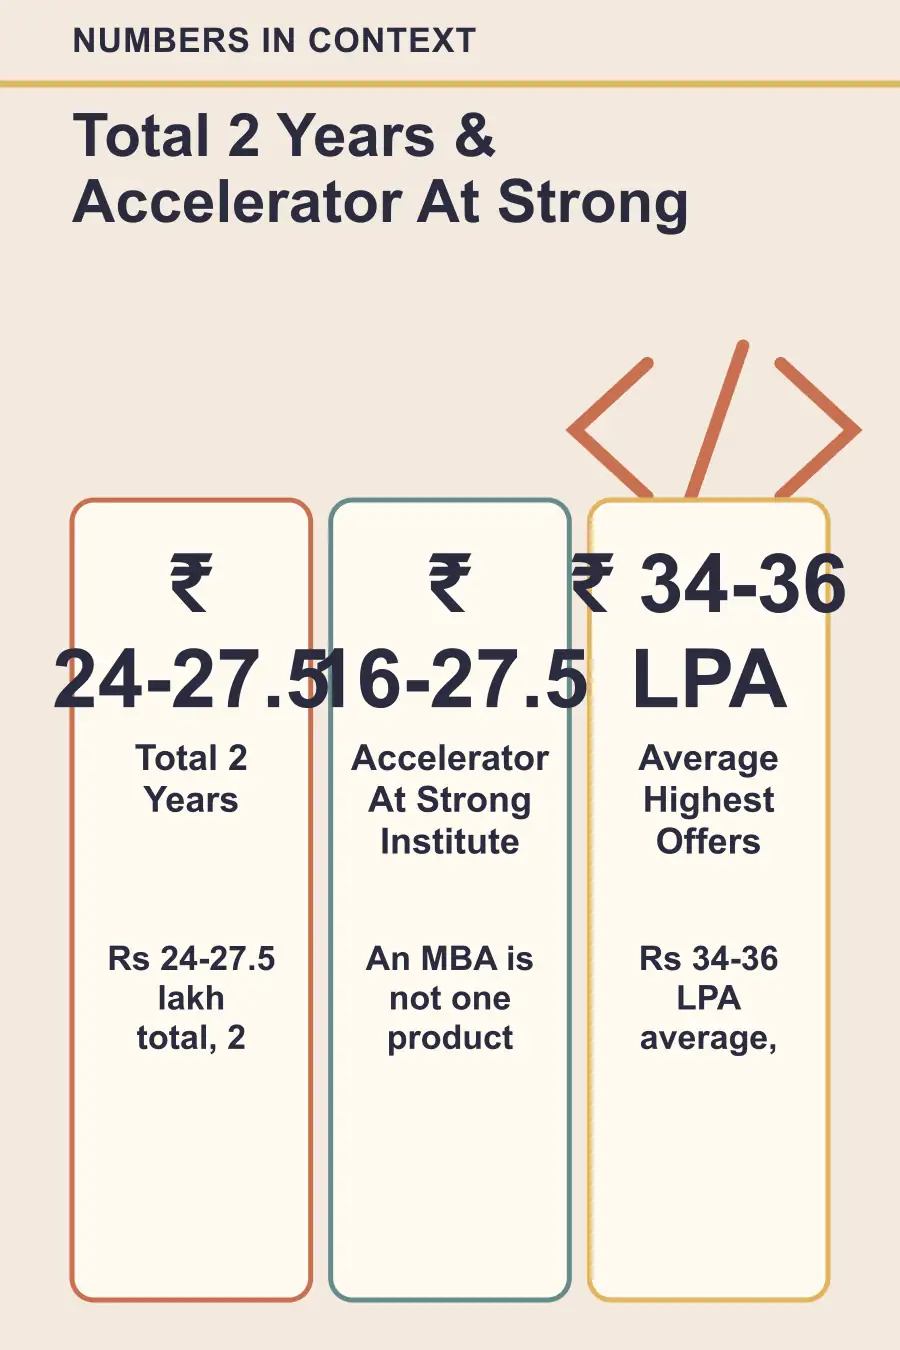 NUMBERS IN CONTEXT
Total 2 Years &
Accelerator At Strong
₹
24-27.5
Total 2
Years
Rs 24-27.5
lakh
total, 2
₹
16-27.5
Accelerator
At Strong
Institute
An MBA is
not one
product
₹ 34-36
LPA
Average
Highest
Offers
Rs 34-36
LPA
average,